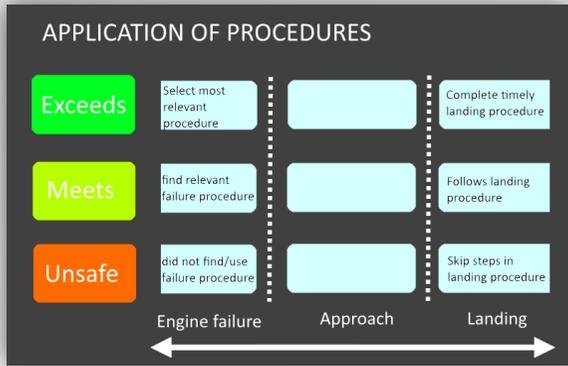 APPLICATION OF PROCEDURES
Exceeds
Select most
relevant
procedure
Complete timely
landing procedure
Meets
find relevant
failure procedure
Follows landing
procedure
Unsafe
did not find/use
failure procedure
Skip steps in
landing procedure
Engine failure
Approach
Landing